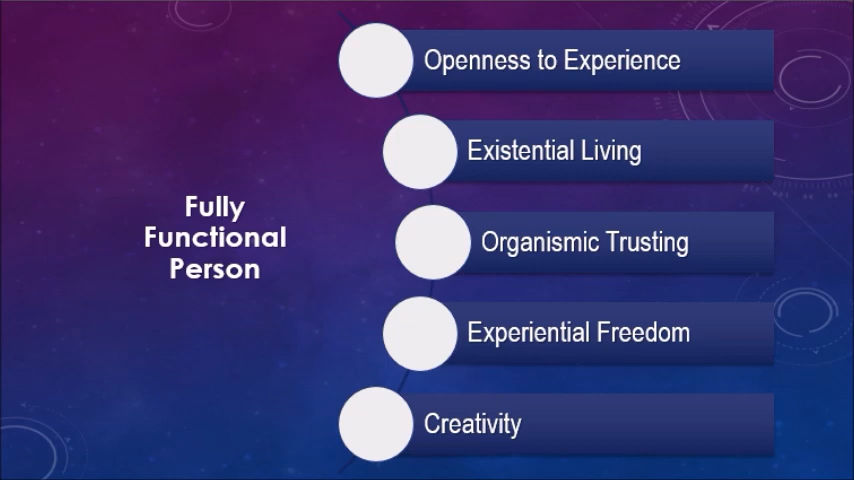 Fully
Functional
Person
Openness to Experience
Existential Living
Organismic Trusting
Experiential Freedom
Creativity